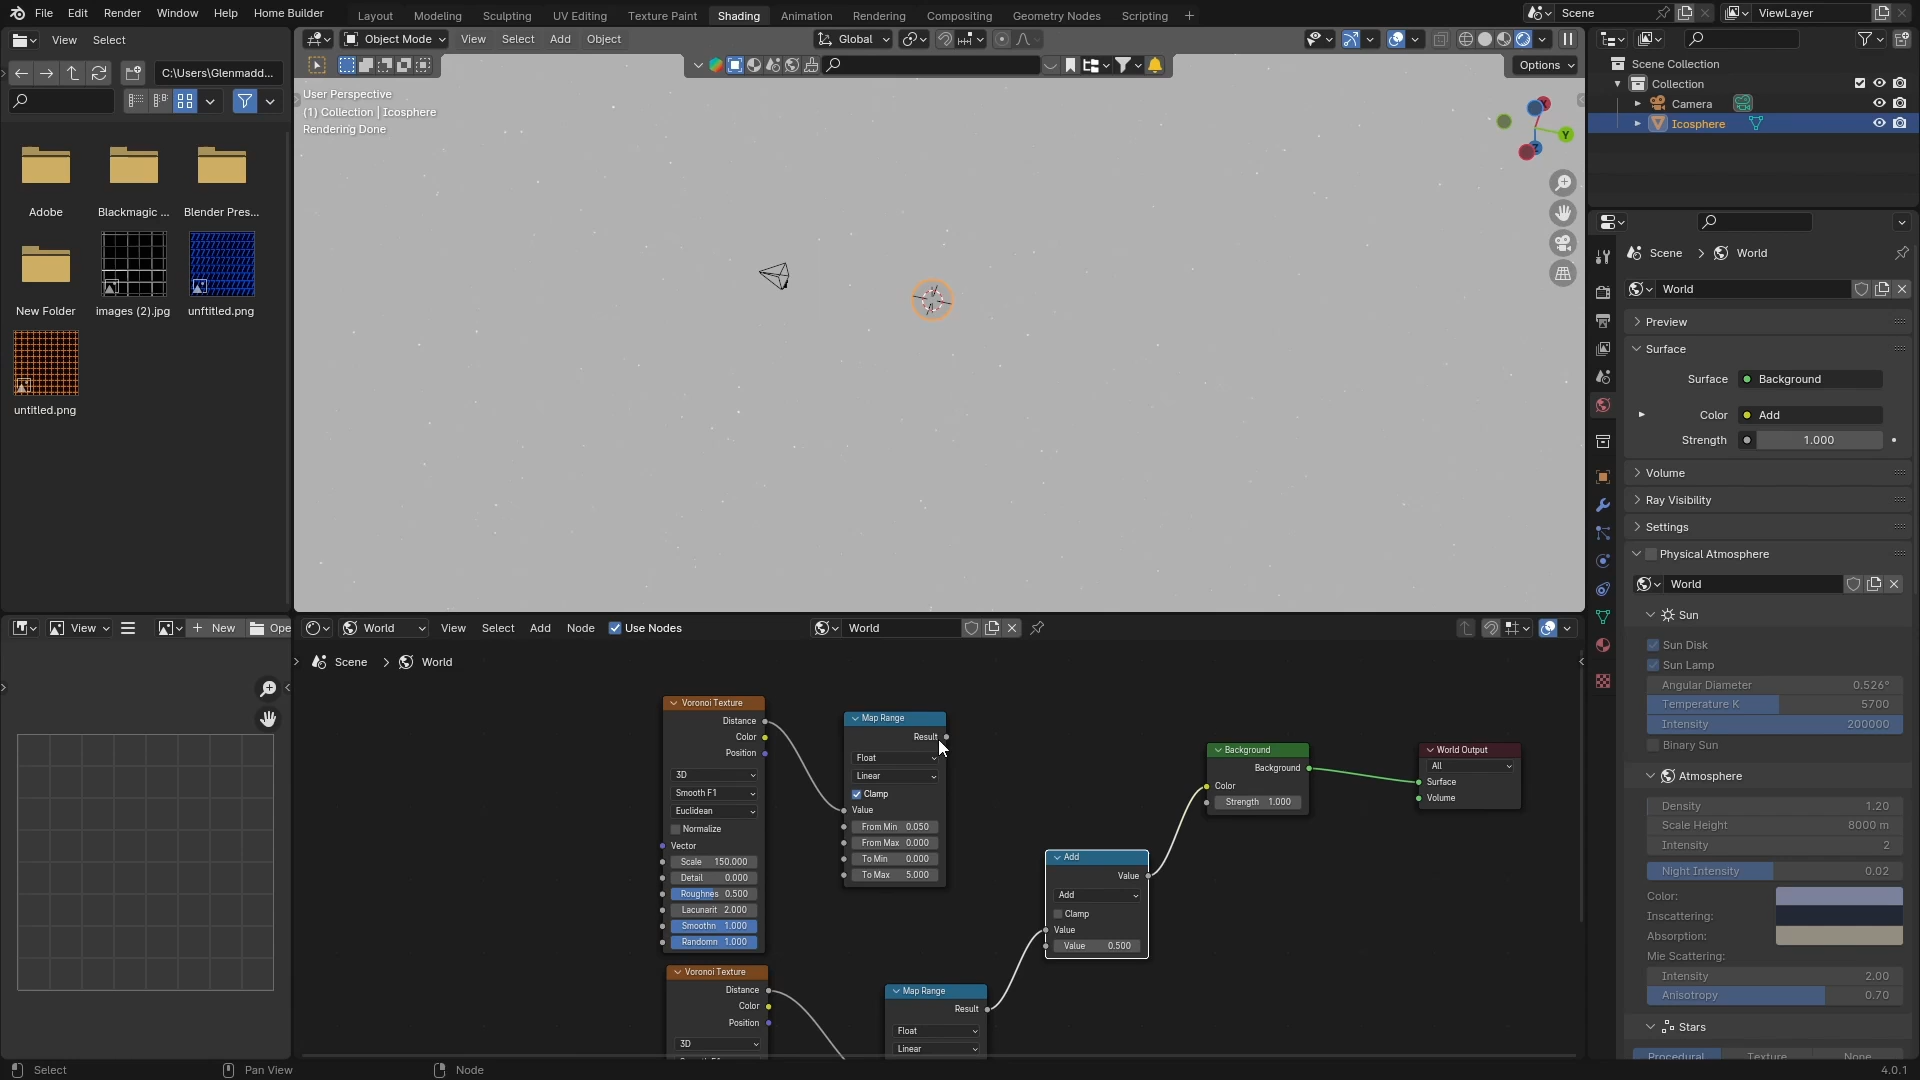 File Edit Render Window Help Home Builder
Layout Modeling Sculpting UV Editing Texture Paint Shading Animation Rendering Compositing Geometry Nodes Scripting +
Scene
ViewLayer
View Select
C:\Users\Glenmadd...
Adobe
Blackmagic ...
Blender Pres...
New Folder
images (2).jpg
unftitled.png
untitled.png
Object Mode View Select Add Object
Global
Options
User Perspective
(1) Collection | Icosphere
Rendering Done
X
Y
Z
Scene Collection
Collection
Camera
Icosphere
Scene > World
World
Preview
Surface
Surface Background
Color Add
Strength 1.000
Volume
Ray Visibility
Settings
Physical Atmosphere
World
Sun
Sun Disk
Sun Lamp
Angular Diameter 0.526°
Temperature K 5700
Intensity 200000
Binary Sun
Atmosphere
Density 1.20
Scale Height 8000 m
Intensity 2
Night Intensity 0.02
Color:
Inscattering:
Absorption:
Mie Scattering:
Intensity 2.00
Anisotropy 0.70
Stars
Procedural Texture None
View
+ New
Ope
World View Select Add Node Use Nodes
World
Scene > World
Voronoi Texture
Distance
Color
Position
3D
Smooth F1
Euclidean
Normalize
Vector
Scale 150.000
Detail 0.000
Roughnes 0.500
Lacunarit 2.000
Smoothn 1.000
Randomn 1.000
Map Range
Result
Float
Linear
Clamp
Value
From Min 0.050
From Max 0.000
To Min 0.000
To Max 5.000
Background
Background
Color
Strength 1.000
World Output
All
Surface
Volume
Add
Value
Add
Clamp
Value
Value 0.500
Voronoi Texture
Distance
Color
Position
3D
Map Range
Result
Float
Linear
Select
Pan View
Node
4.0.1